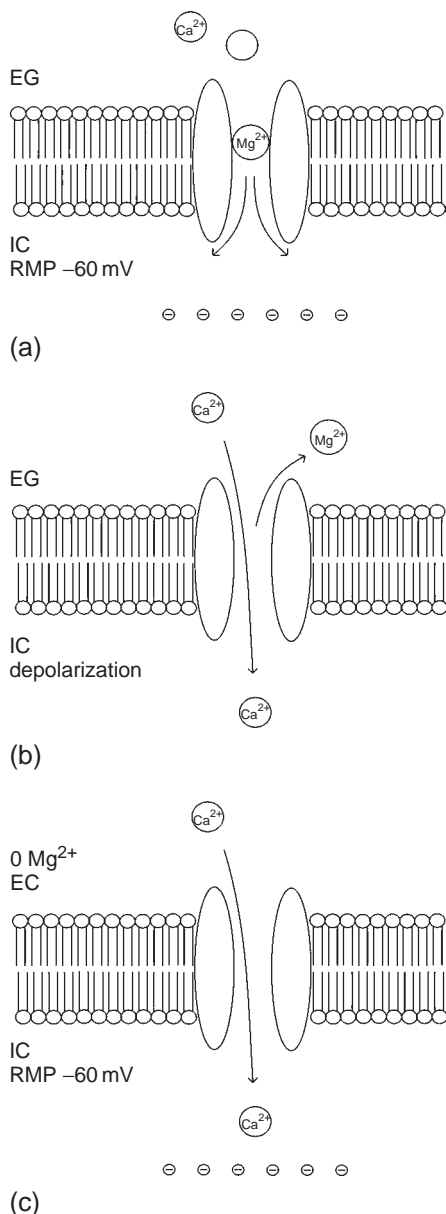 Ca2+
EG
Mg2+
IC
RMP –60 mV
– – – – – –
(a)
Ca2+
Mg2+
EG
IC
depolarization
Ca2+
(b)
Ca2+
0 Mg2+
EC
IC
RMP –60 mV
Ca2+
– – – – – –
(c)